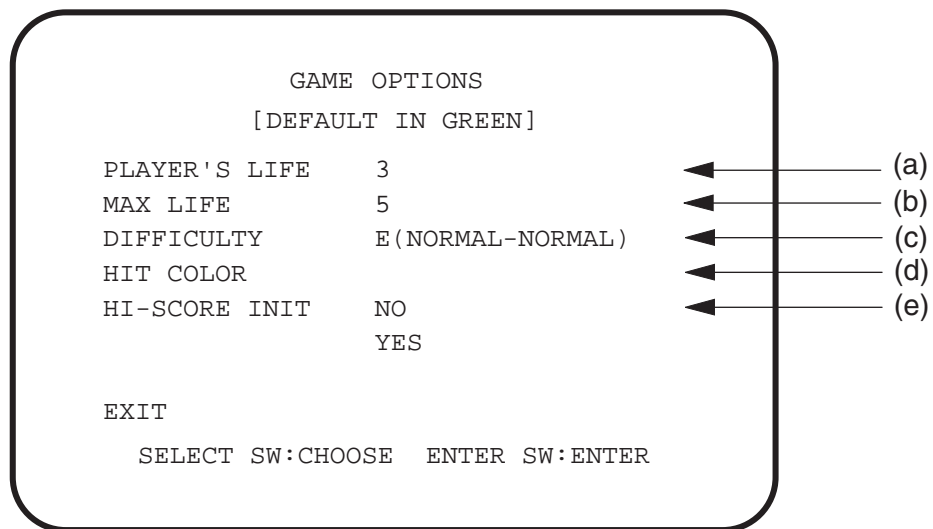 GAME OPTIONS
[DEFAULT IN GREEN]
PLAYER'S LIFE 3 (a)
MAX LIFE 5 (b)
DIFFICULTY E(NORMAL-NORMAL) (c)
HIT COLOR (d)
HI-SCORE INIT NO (e)
YES
EXIT
SELECT SW:CHOOSE ENTER SW:ENTER